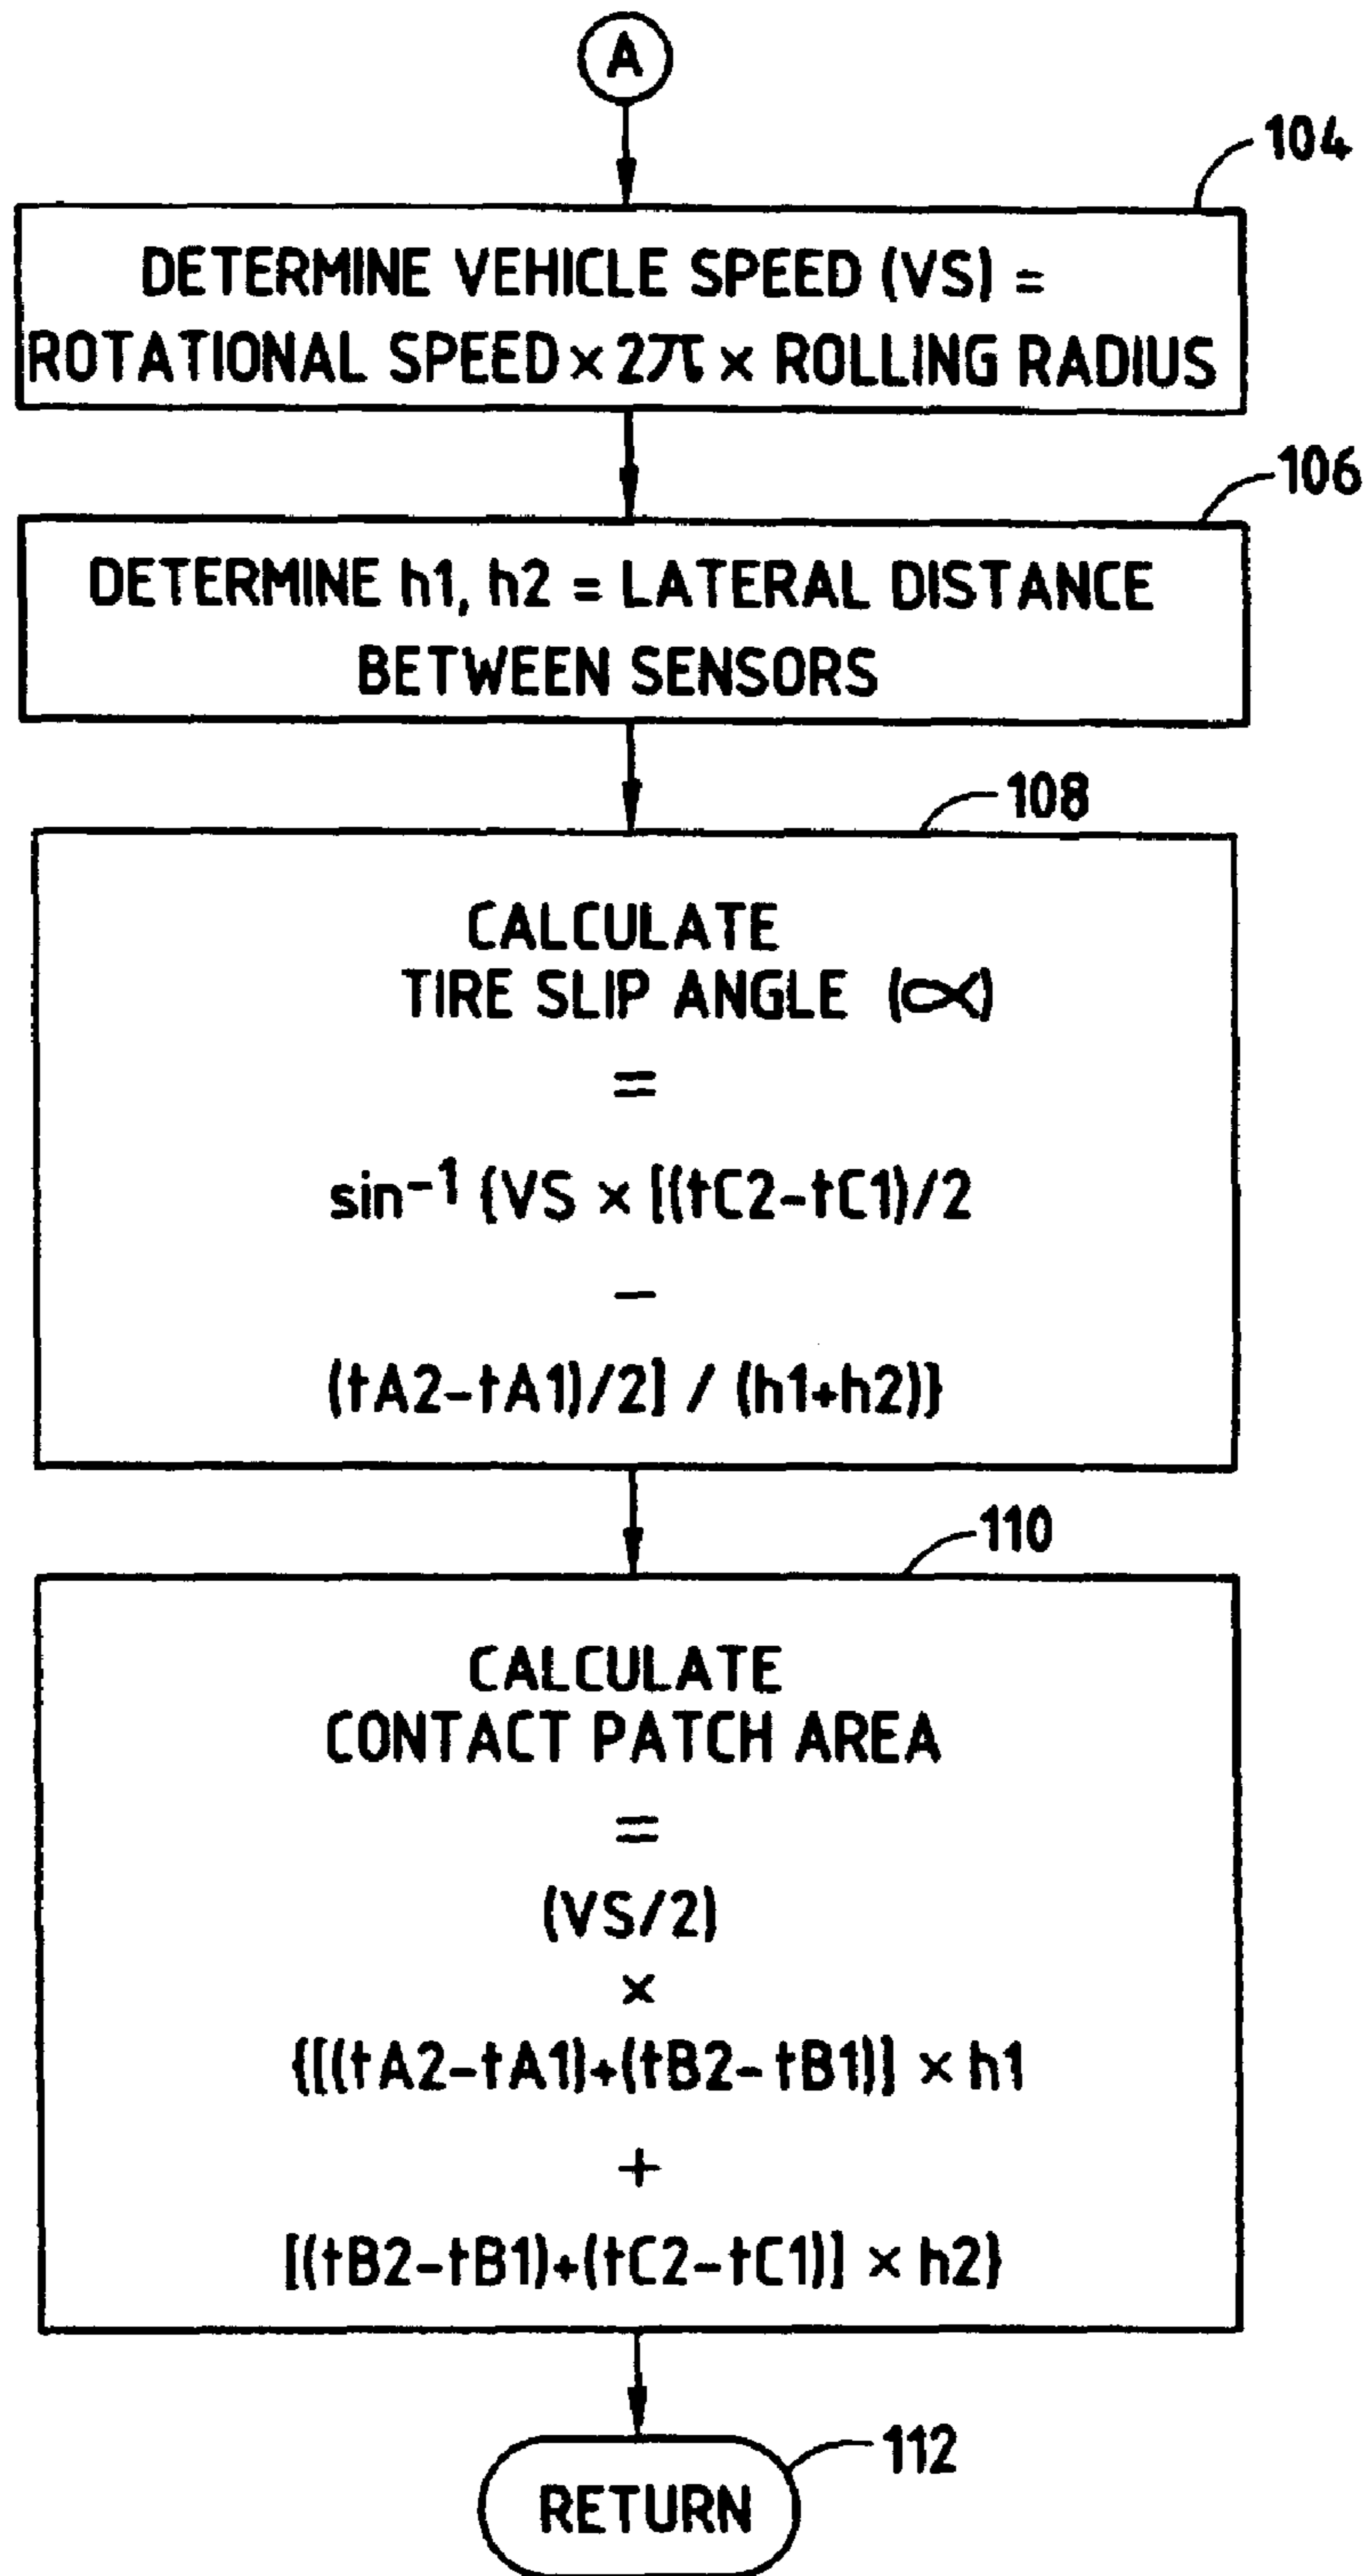 A
104
DETERMINE VEHICLE SPEED (VS) =
ROTATIONAL SPEED × 2π × ROLLING RADIUS
106
DETERMINE h1, h2 = LATERAL DISTANCE
BETWEEN SENSORS
108
CALCULATE
TIRE SLIP ANGLE (α)
=
sin⁻¹ {VS × [(tC2-tC1)/2
-
(tA2-tA1)/2] / (h1+h2)}
110
CALCULATE
CONTACT PATCH AREA
=
(VS/2)
×
{[(tA2-tA1)+(tB2-tB1)] × h1
+
[(tB2-tB1)+(tC2-tC1)] × h2}
112
RETURN